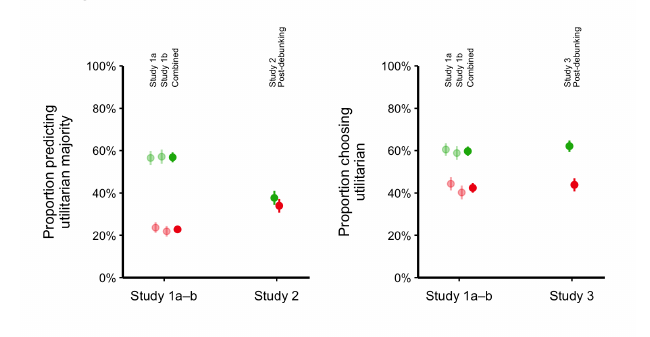 Study 1a
Study 1b
Combined
Study 2
Post-debunking
100%
80%
60%
40%
20%
0%
Proportion predicting
utilitarian majority
Study 1a–b
Study 2
Study 1a
Study 1b
Combined
Study 3
Post-debunking
100%
80%
60%
40%
20%
0%
Proportion choosing
utilitarian
Study 1a–b
Study 3